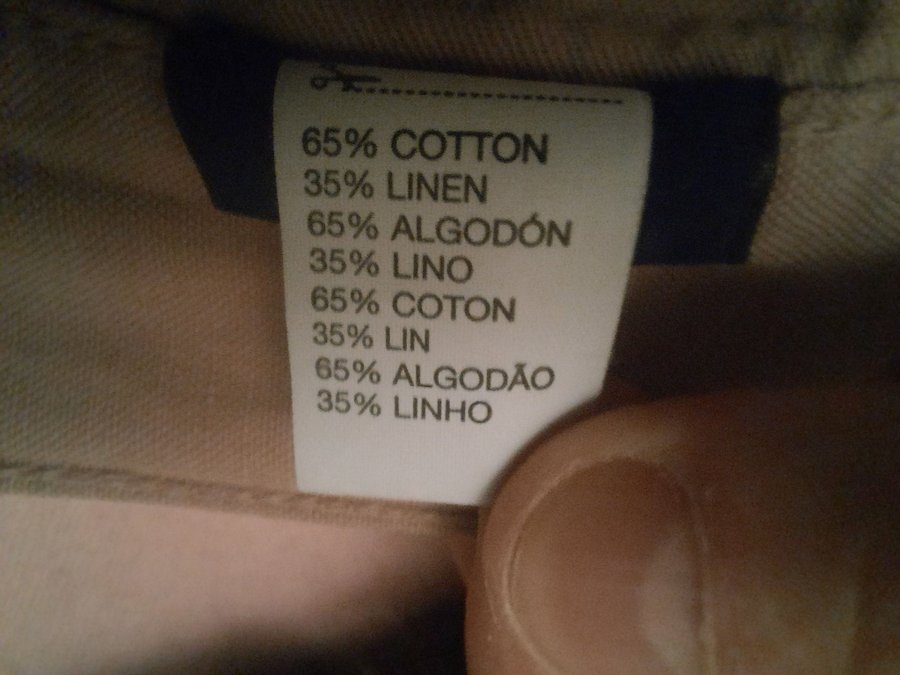 65% COTTON
35% LINEN
65% ALGODÓN
35% LINO
65% COTON
35% LIN
65% ALGODÃO
35% LINHO